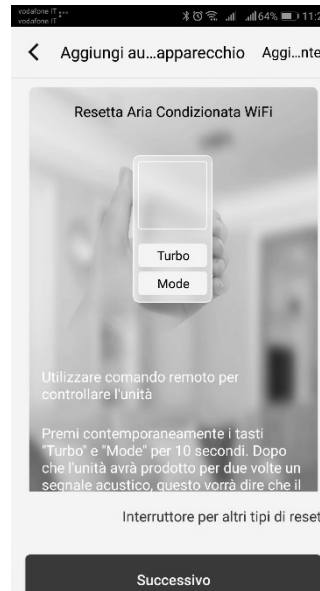 vodafone IT
vodafone IT
64% 11:2
Aggiungi au...apparecchio Aggi...nte
Resetta Aria Condizionata WiFi
Turbo
Mode
Utilizzare comando remoto per
controllare l'unità
Premi contemporaneamente i tasti
"Turbo" e "Mode" per 10 secondi. Dopo
che l'unità avrà prodotto per due volte un
segnale acustico, questo vorrà dire che il
Interruttore per altri tipi di reset
Successivo